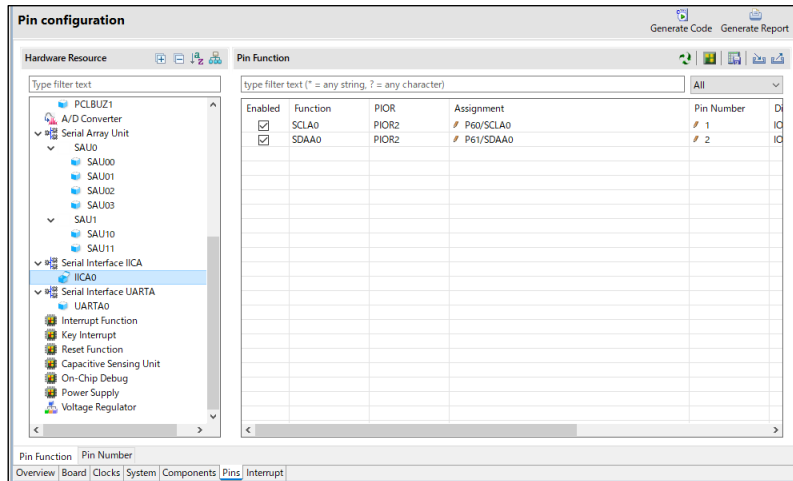 Pin configuration
Generate Code Generate Report
Hardware Resource
Pin Function
Type filter text
type filter text (* = any string, ? = any character)
All
PCLBUZ1
A/D Converter
Serial Array Unit
SAU0
SAU00
SAU01
SAU02
SAU03
SAU1
SAU10
SAU11
Serial Interface IICA
IICA0
Serial Interface UARTA
UARTA0
Interrupt Function
Key Interrupt
Reset Function
Capacitive Sensing Unit
On-Chip Debug
Power Supply
Voltage Regulator
Enabled Function PIOR Assignment Pin Number Di
SCLA0 PIOR2 P60/SCLA0 1 IO
SDAA0 PIOR2 P61/SDAA0 2 IO
Pin Function Pin Number
Overview Board Clocks System Components Pins Interrupt